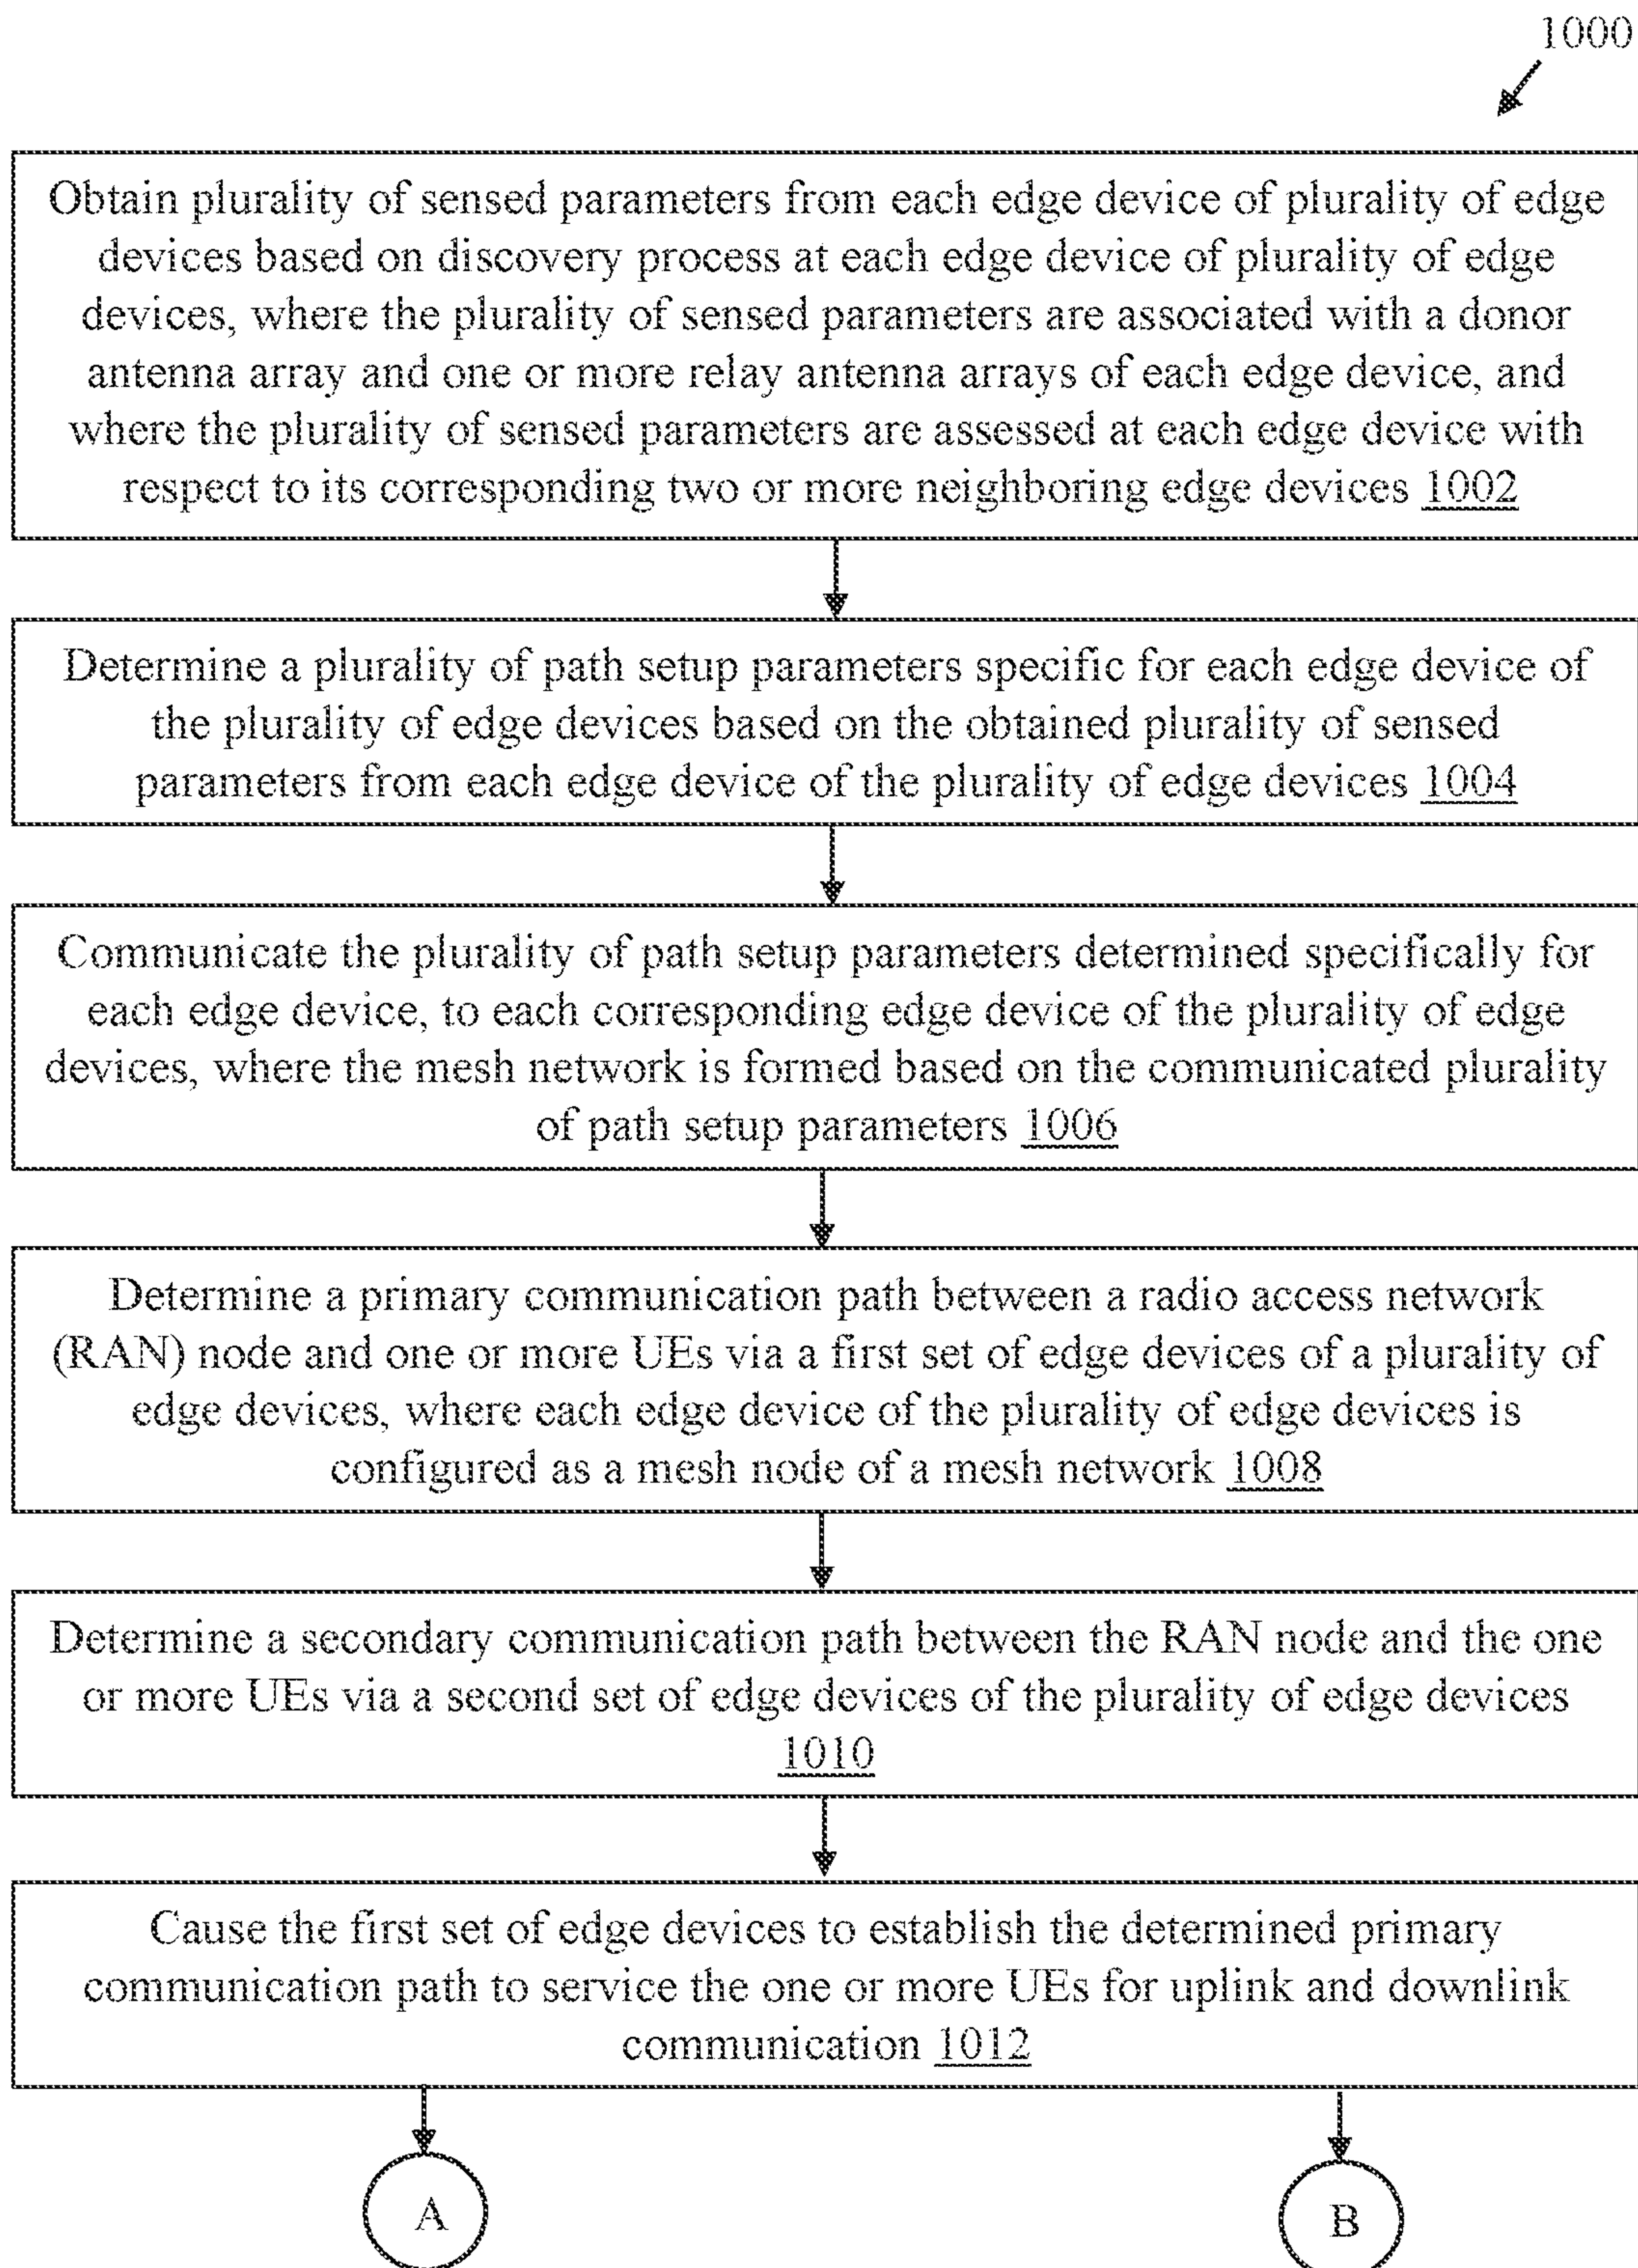 1000
Obtain plurality of sensed parameters from each edge device of plurality of edge
devices based on discovery process at each edge device of plurality of edge
devices, where the plurality of sensed parameters are associated with a donor
antenna array and one or more relay antenna arrays of each edge device, and
where the plurality of sensed parameters are assessed at each edge device with
respect to its corresponding two or more neighboring edge devices 1002
Determine a plurality of path setup parameters specific for each edge device of
the plurality of edge devices based on the obtained plurality of sensed
parameters from each edge device of the plurality of edge devices 1004
Communicate the plurality of path setup parameters determined specifically for
each edge device, to each corresponding edge device of the plurality of edge
devices, where the mesh network is formed based on the communicated plurality
of path setup parameters 1006
Determine a primary communication path between a radio access network
(RAN) node and one or more UEs via a first set of edge devices of a plurality of
edge devices, where each edge device of the plurality of edge devices is
configured as a mesh node of a mesh network 1008
Determine a secondary communication path between the RAN node and the one
or more UEs via a second set of edge devices of the plurality of edge devices
1010
Cause the first set of edge devices to establish the determined primary
communication path to service the one or more UEs for uplink and downlink
communication 1012
A
B